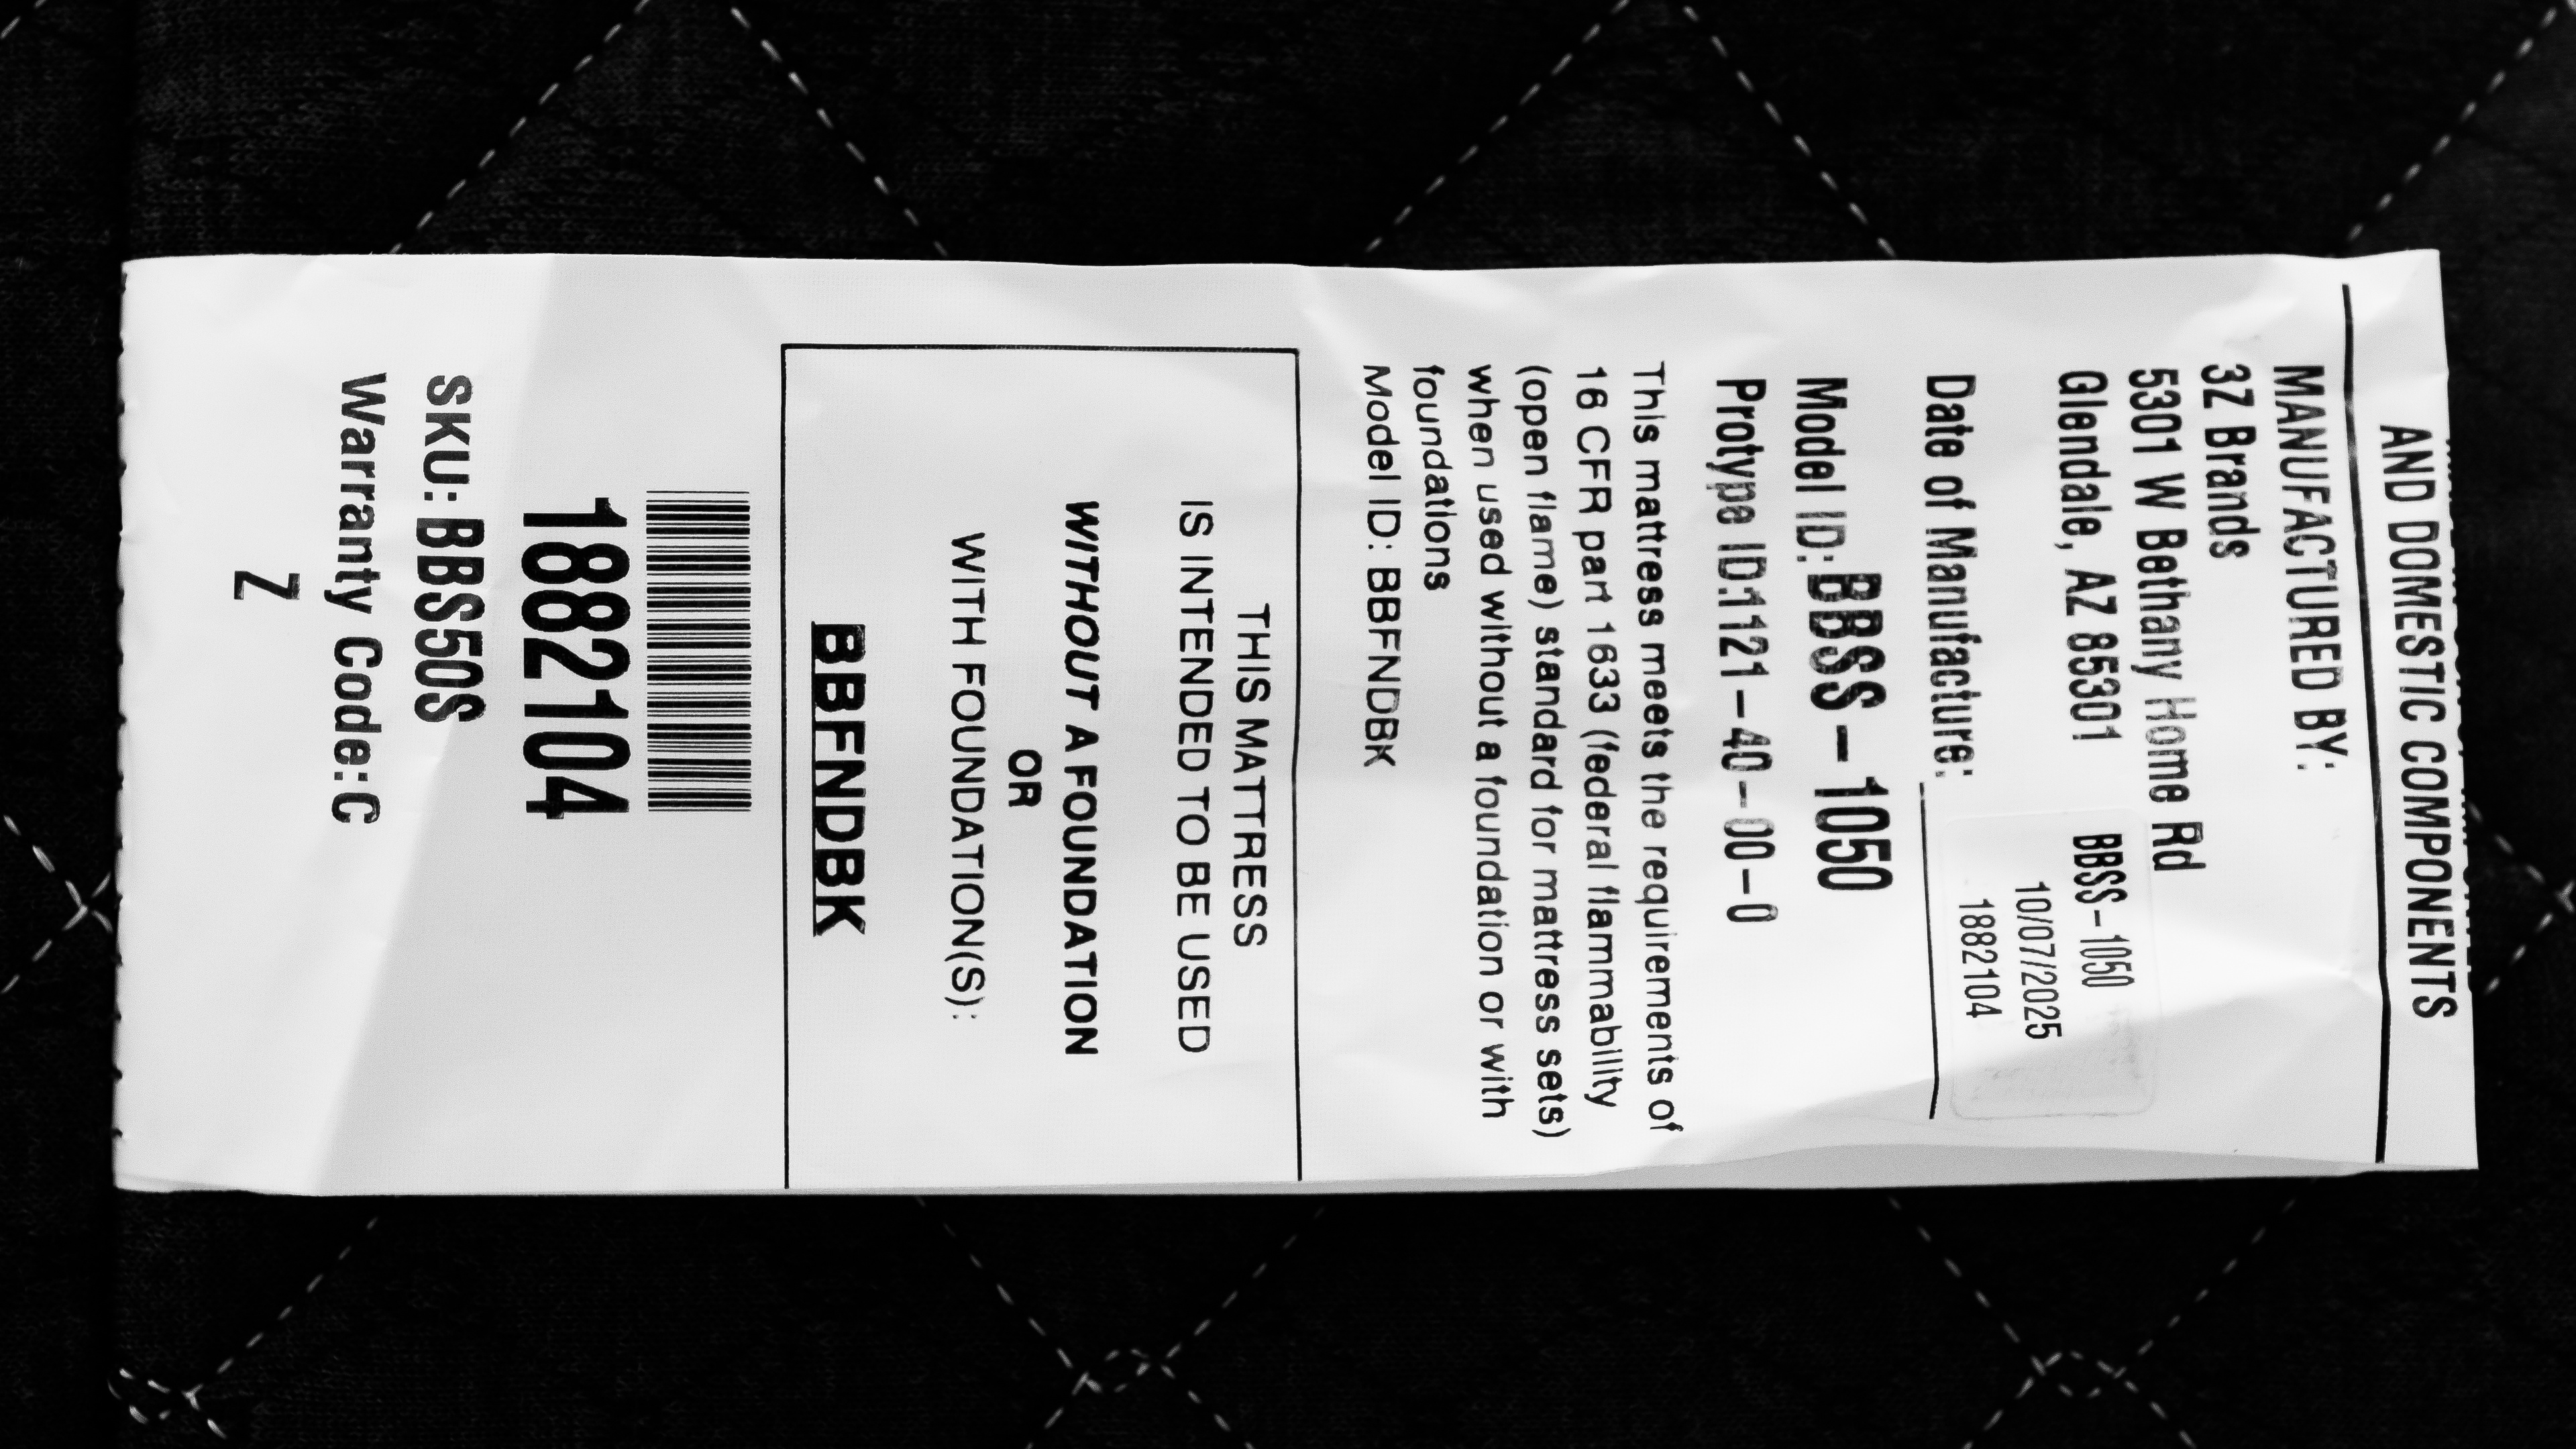 AND DOMESTIC COMPONENTS
MANUFACTURED BY:
3Z Brands
5301 W Bethany Home Rd
Glendale, AZ 85301
BBSS-1050
10/07/2025
1882104
Date of Manufacture:
Model ID: BBSS - 1050
Protype ID:1121-40-00-0
This mattress meets the requirements of
16 CFR part 1633 (federal flammability
(open flame) standard for mattress sets)
when used without a foundation or with
foundations
Model ID: BBFNDBK
THIS MATTRESS
IS INTENDED TO BE USED
WITHOUT A FOUNDATION
OR
WITH FOUNDATION(S):
BBFNDBK
1882104
SKU: BBS50S
Warranty Code:C
7